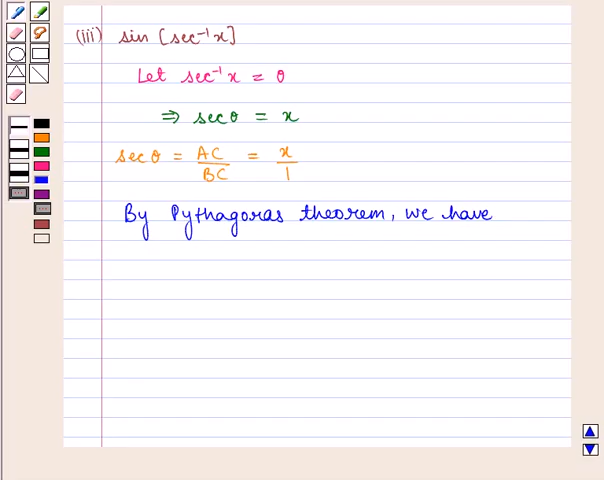 (iii) sin [sec⁻¹x]
Let sec⁻¹x = θ
⇒ secθ = x
secθ = AC/BC = x/1
By Pythagoras theorem, we have